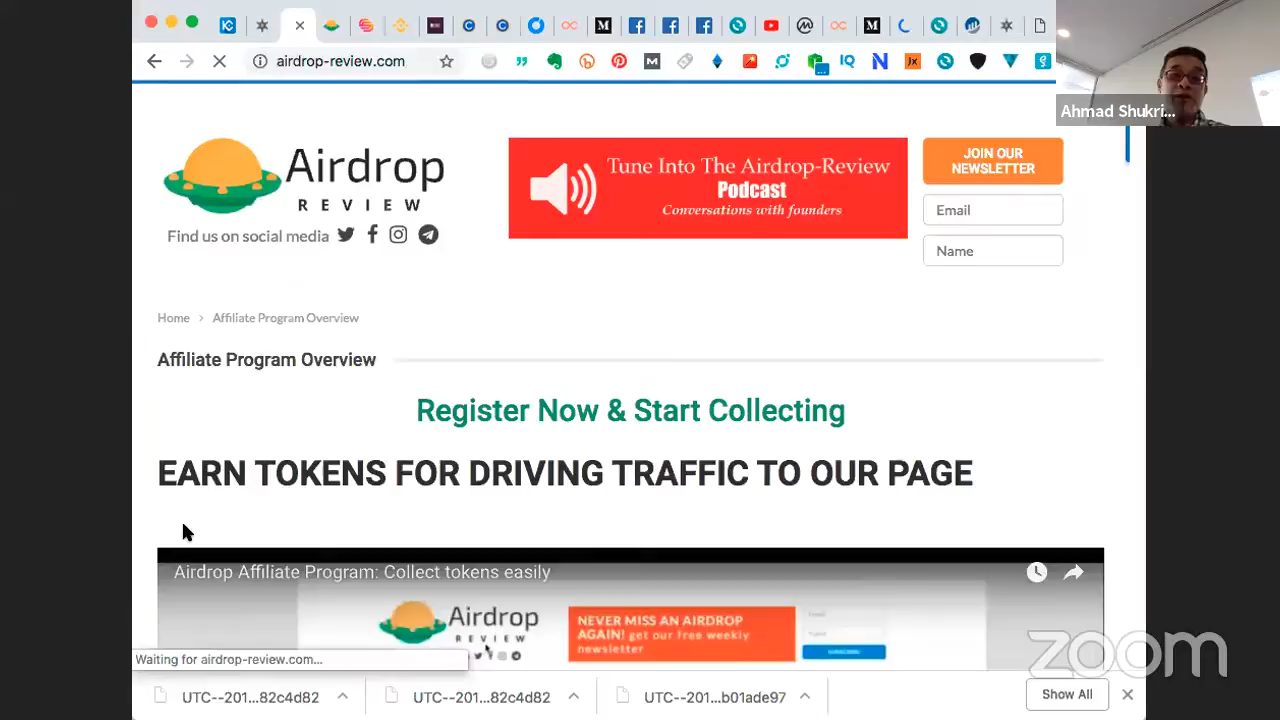 airdrop-review.com
Ahmad Shukri...
Airdrop
REVIEW
Find us on social media
Tune Into The Airdrop-Review
Podcast
Conversations with founders
JOIN OUR
NEWSLETTER
Email
Name
Home > Affiliate Program Overview
Affiliate Program Overview
Register Now & Start Collecting
EARN TOKENS FOR DRIVING TRAFFIC TO OUR PAGE
Airdrop Affiliate Program: Collect tokens easily
Airdrop
REVIEW
NEVER MISS AN AIRDROP
AGAIN! get our free weekly
newsletter
Waiting for airdrop-review.com...
zoom
UTC--201...82c4d82
UTC--201...82c4d82
UTC--201...b01ade97
Show All